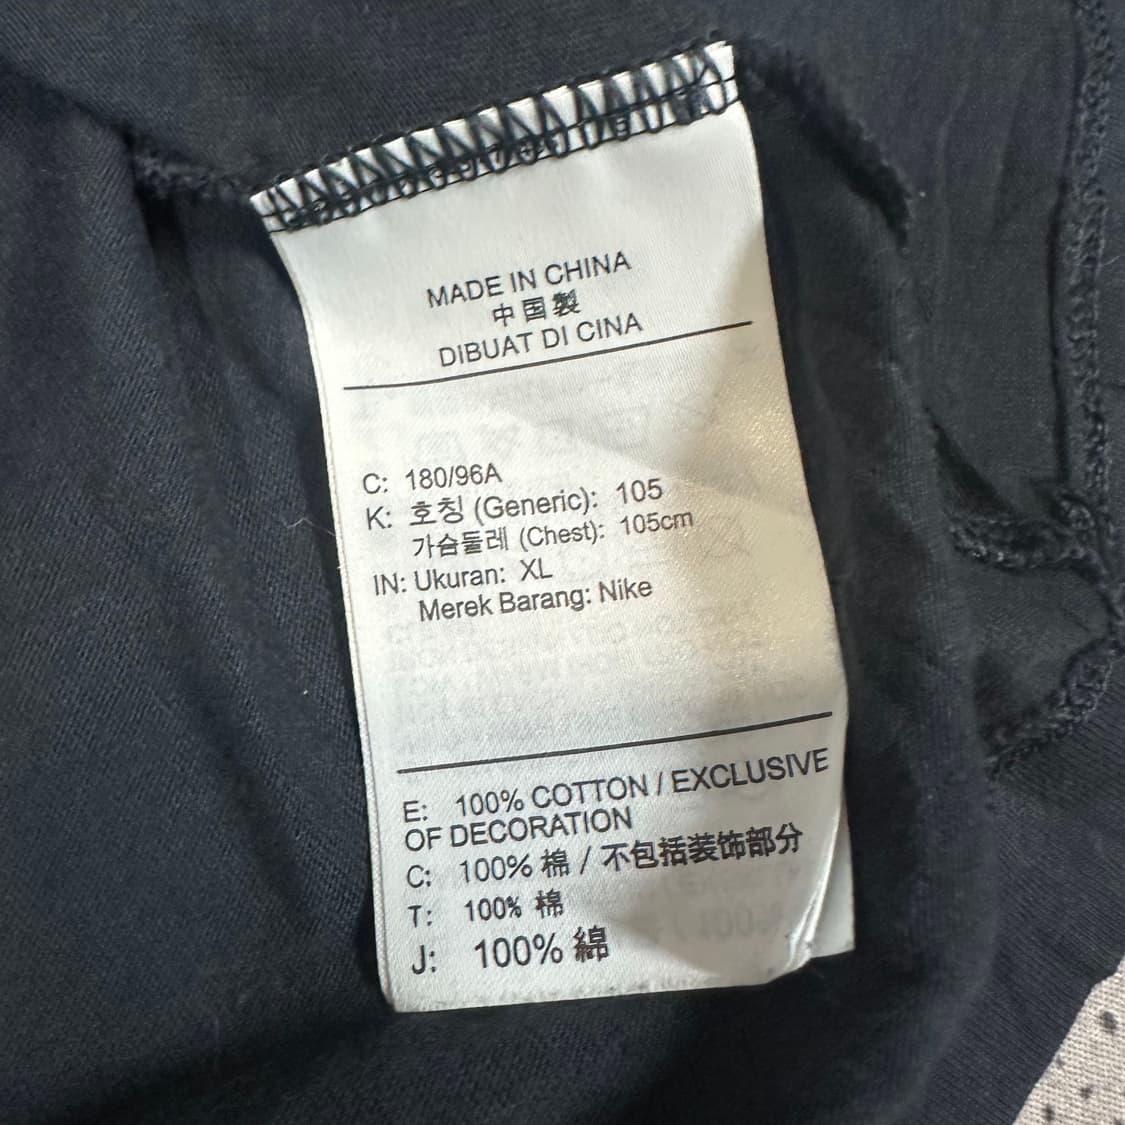 MADE IN CHINA
中国製
DIBUAT DI CINA
C: 180/96A
K: 호칭 (Generic): 105
가슴둘레 (Chest): 105cm
IN: Ukuran: XL
Merek Barang: Nike
E: 100% COTTON / EXCLUSIVE
OF DECORATION
C: 100% 棉 / 不包括装饰部分
T: 100% 棉
J: 100% 綿